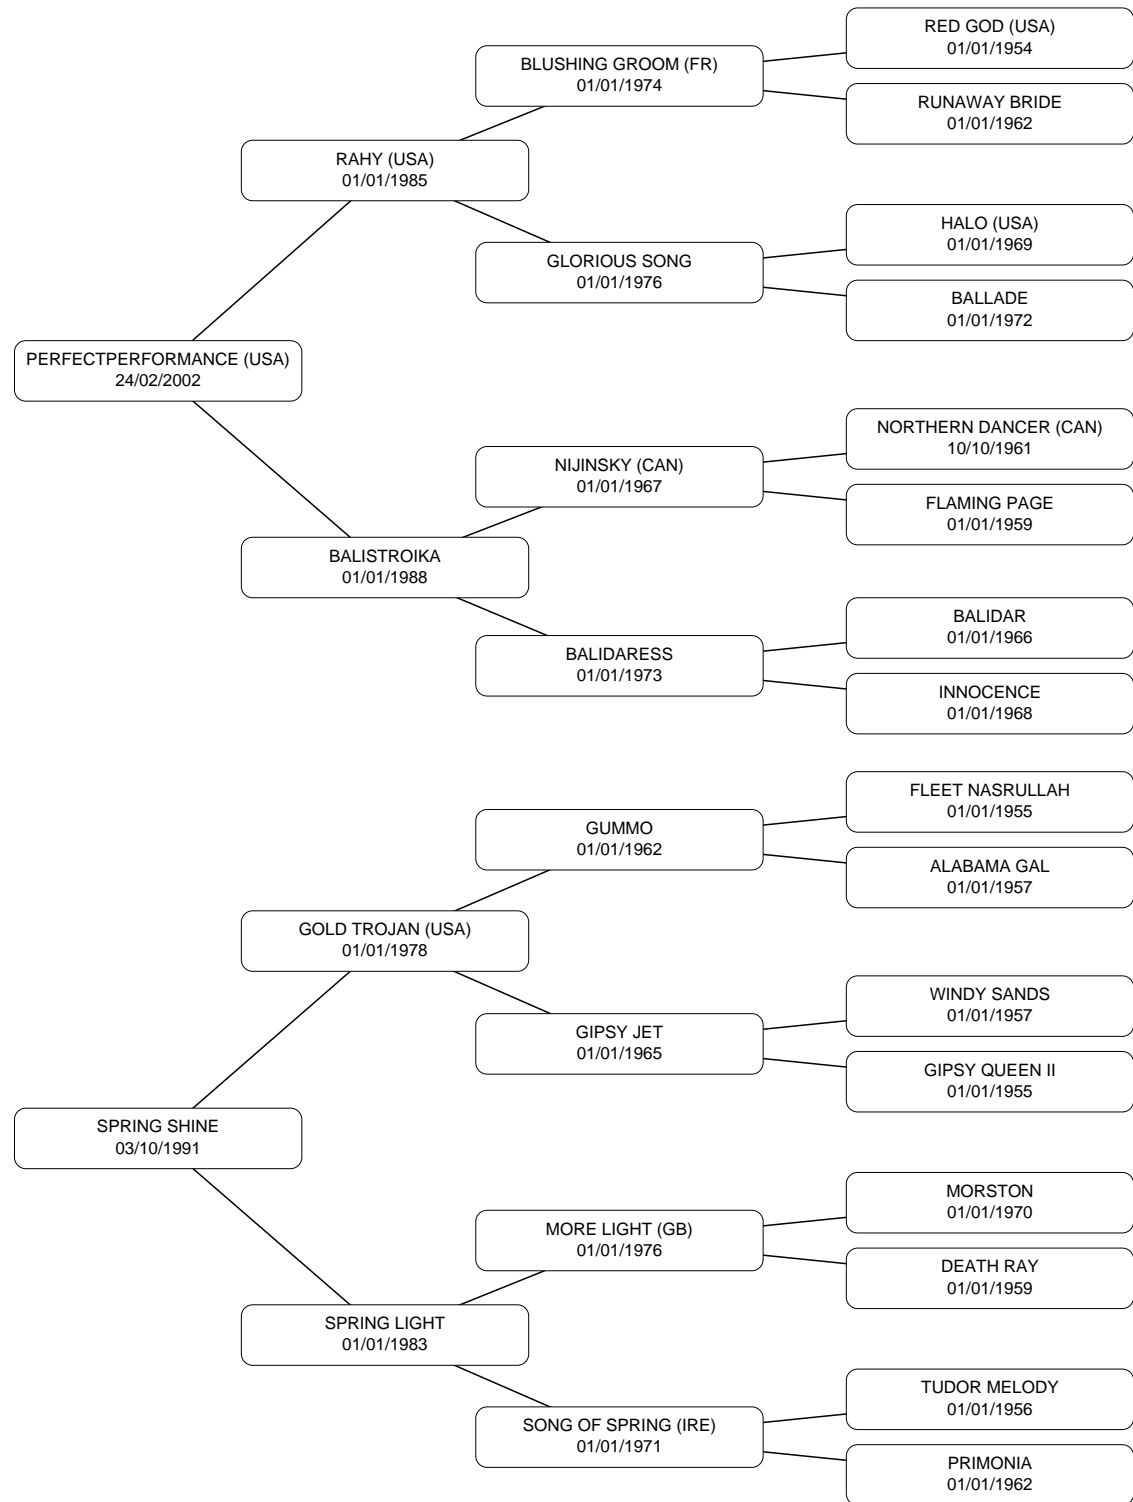 RED GOD (USA)
01/01/1954
BLUSHING GROOM (FR)
01/01/1974
RUNAWAY BRIDE
01/01/1962
RAHY (USA)
01/01/1985
HALO (USA)
01/01/1969
GLORIOUS SONG
01/01/1976
BALLADE
01/01/1972
PERFECTPERFORMANCE (USA)
24/02/2002
NORTHERN DANCER (CAN)
10/10/1961
NIJINSKY (CAN)
01/01/1967
FLAMING PAGE
01/01/1959
BALISTROIKA
01/01/1988
BALIDAR
01/01/1966
BALIDARESS
01/01/1973
INNOCENCE
01/01/1968
FLEET NASRULLAH
01/01/1955
GUMMO
01/01/1962
ALABAMA GAL
01/01/1957
GOLD TROJAN (USA)
01/01/1978
WINDY SANDS
01/01/1957
GIPSY JET
01/01/1965
GIPSY QUEEN II
01/01/1955
SPRING SHINE
03/10/1991
MORSTON
01/01/1970
MORE LIGHT (GB)
01/01/1976
DEATH RAY
01/01/1959
SPRING LIGHT
01/01/1983
TUDOR MELODY
01/01/1956
SONG OF SPRING (IRE)
01/01/1971
PRIMONIA
01/01/1962